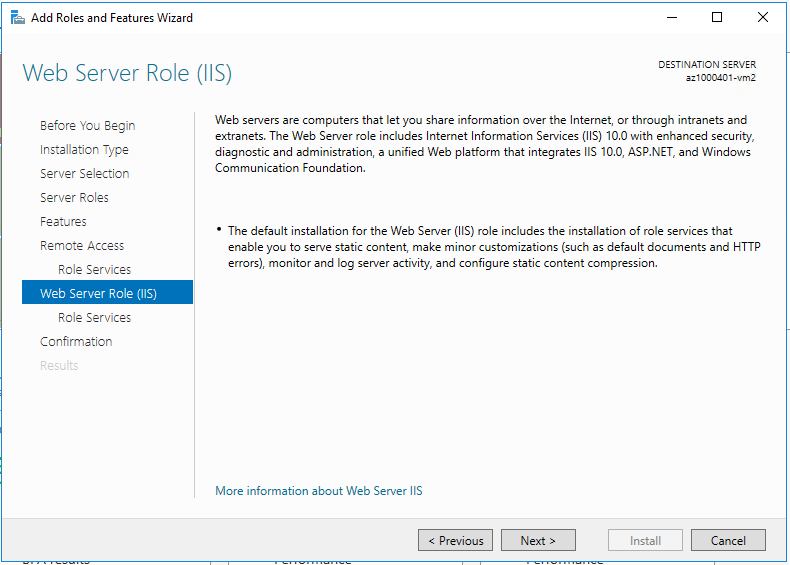 Add Roles and Features Wizard
Web Server Role (IIS)
DESTINATION SERVER
az1000401-vm2
Before You Begin
Installation Type
Server Selection
Server Roles
Features
Remote Access
Role Services
Web Server Role (IIS)
Role Services
Confirmation
Results
Web servers are computers that let you share information over the Internet, or through intranets and
extranets. The Web Server role includes Internet Information Services (IIS) 10.0 with enhanced security,
diagnostic and administration, a unified Web platform that integrates IIS 10.0, ASP.NET, and Windows
Communication Foundation.
• The default installation for the Web Server (IIS) role includes the installation of role services that
enable you to serve static content, make minor customizations (such as default documents and HTTP
errors), monitor and log server activity, and configure static content compression.
More information about Web Server IIS
< Previous
Next >
Install
Cancel
BPA results
Performance
Performance